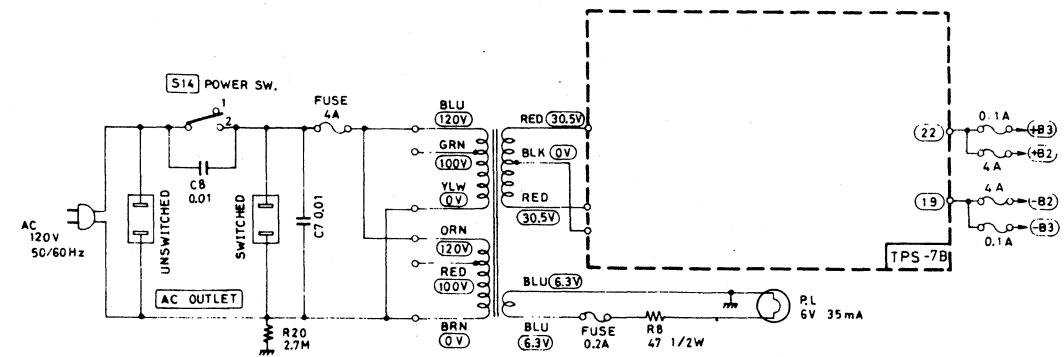 S14 POWER SW.
1
2
FUSE
4A
C8
0.01
UNSWITCHED
SWITCHED
C7 0.01
AC
120V
50/60Hz
AC OUTLET
R20
2.7M
BLU
120V
GRN
100V
YLW
0V
ORN
120V
RED
100V
BRN
0V
RED 30.5V
BLK 0V
RED
30.5V
BLU 6.3V
BLU
6.3V
FUSE
0.2A
R8
47 1/2W
P.L
6V 35mA
22
19
TPS-7B
0.1A
+B3
+B2
4A
4A
-B2
-B3
0.1A